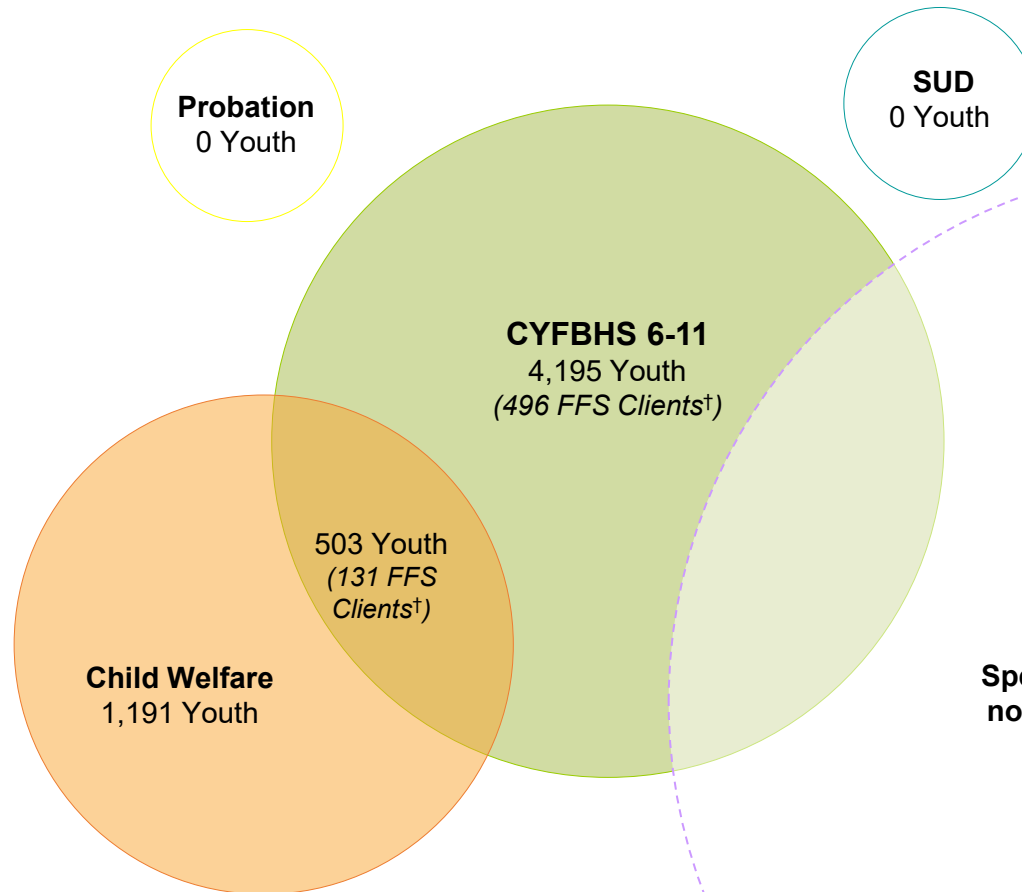 Probation
0 Youth
SUD
0 Youth
CYFBHS 6-11
4,195 Youth
(496 FFS Clients†)
503 Youth
(131 FFS
Clients†)
Child Welfare
1,191 Youth
no